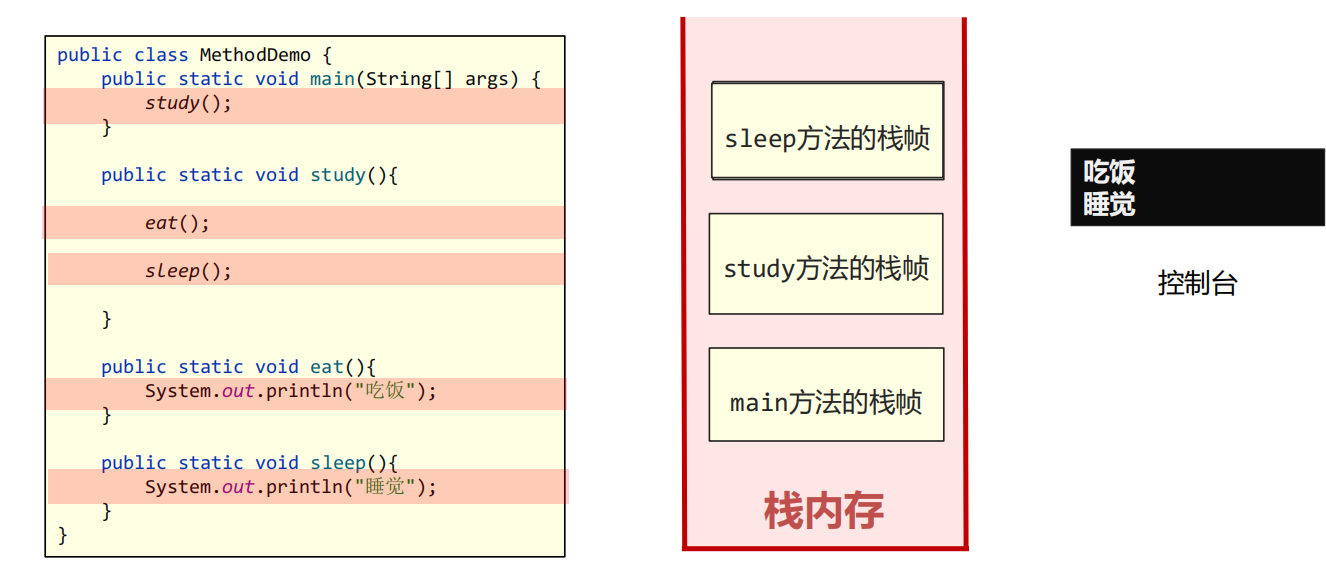 public class MethodDemo {
    public static void main(String[] args) {
        study();
    }
    public static void study(){
        eat();
        sleep();
    }
    public static void eat(){
        System.out.println("吃饭");
    }
    public static void sleep(){
        System.out.println("睡觉");
    }
}
sleep方法的栈帧
study方法的栈帧
main方法的栈帧
栈内存
吃饭
睡觉
控制台